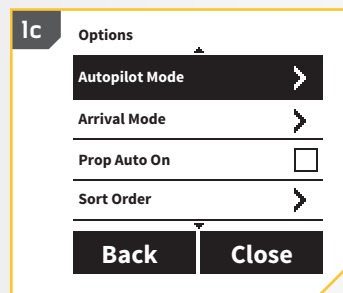 1c
Options
Autopilot Mode
Arrival Mode
Prop Auto On
Sort Order
Back Close